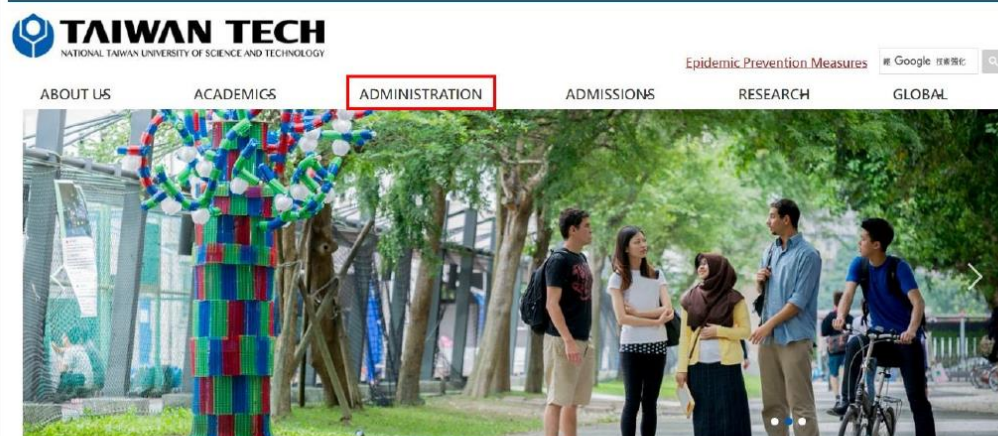 TAIWAN TECH
NATIONAL TAIWAN UNIVERSITY OF SCIENCE AND TECHNOLOGY
Epidemic Prevention Measures
Google
ABOUT US ACADEMICS ADMINISTRATION ADMISSIONS RESEARCH GLOBAL